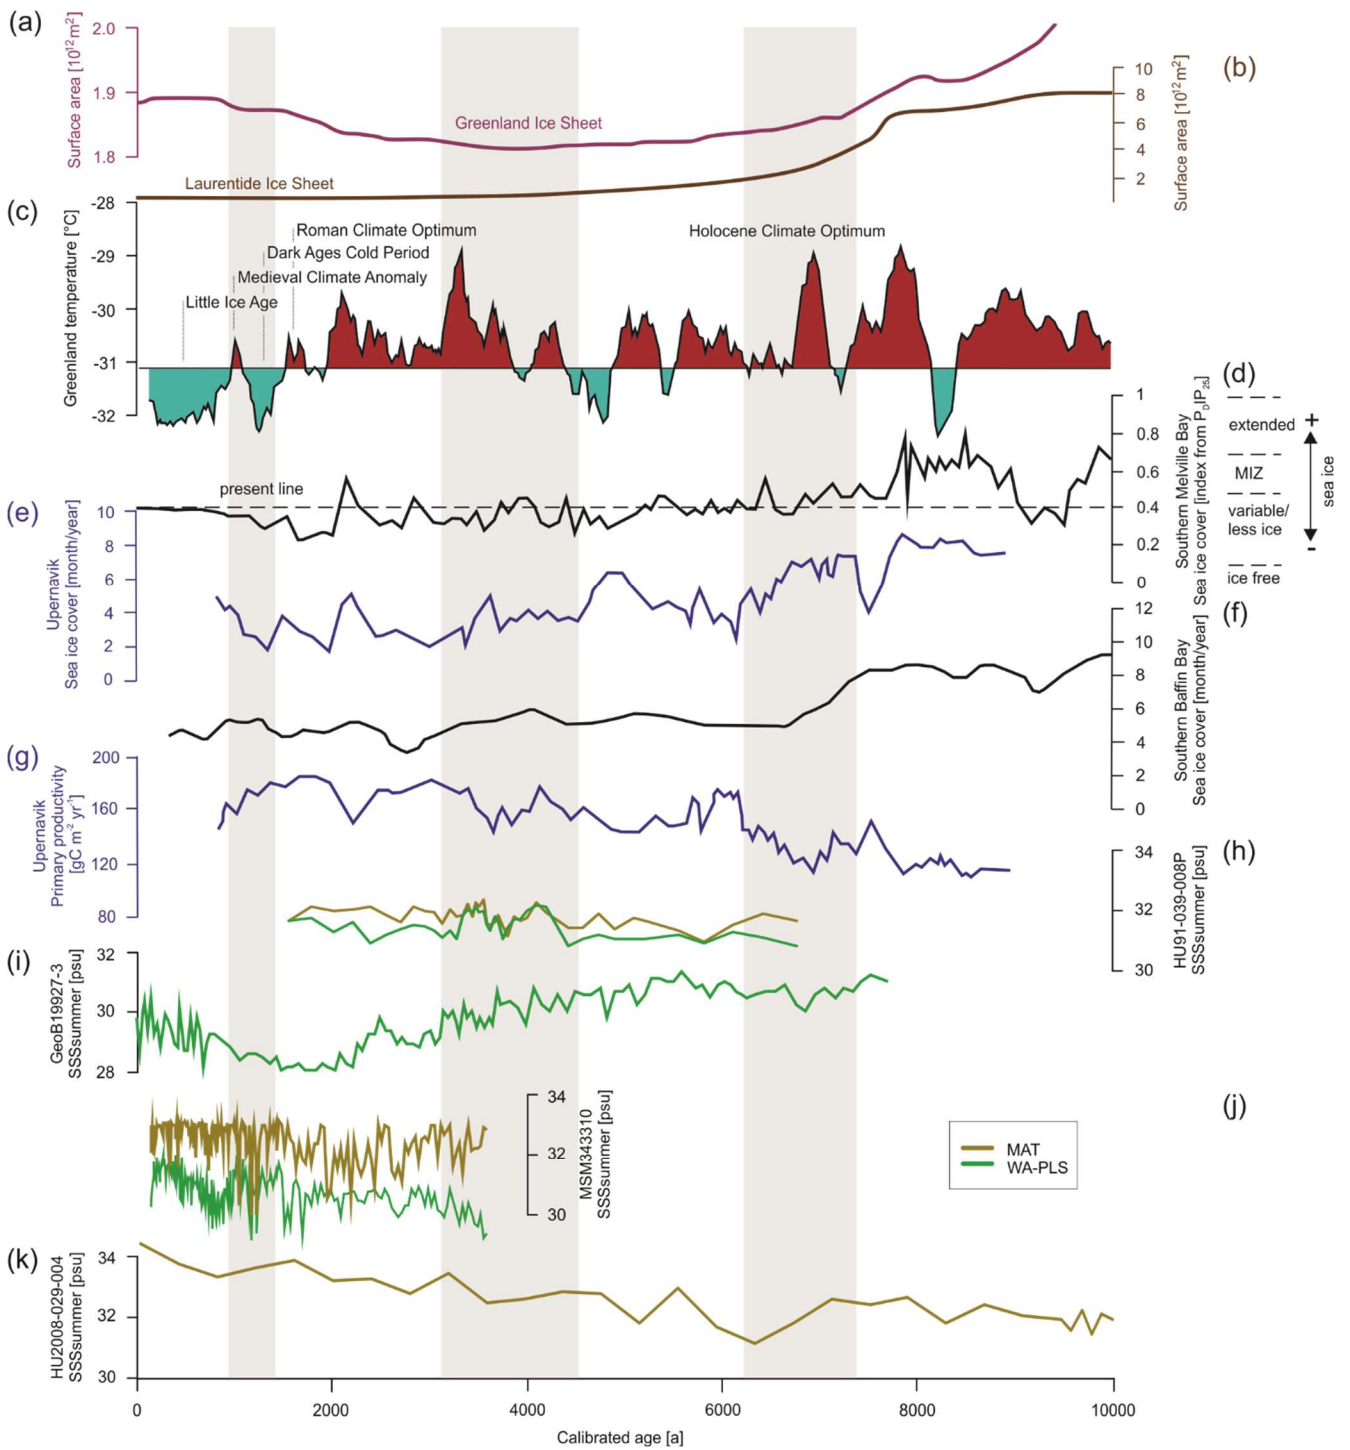 (a)
2.0
1.9
1.8
Surface area [10¹²m²]
Greenland Ice Sheet
(b)
10
8
6
4
2
Surface area [10¹²m²]
Laurentide Ice Sheet
(c)
-28
-29
-30
-31
-32
Greenland temperature [°C]
Roman Climate Optimum
Dark Ages Cold Period
Medieval Climate Anomaly
Little Ice Age
Holocene Climate Optimum
(d)
1
0.8
0.6
0.4
0.2
0
Southern Melville Bay
Sea ice cover [index from P_DIP₂₅]
extended
MIZ
variable/
less ice
ice free
+
sea ice
-
present line
(e)
10
8
6
4
2
0
Upernavik
Sea ice cover [month/year]
(f)
12
10
8
6
4
2
0
Southern Baffin Bay
Sea ice cover [month/year]
(g)
200
160
120
80
Upernavik
Primary productivity
[gC m⁻² yr⁻¹]
(h)
34
32
30
HU91-039-008P
SSSsummer [psu]
(i)
32
30
28
GeoB19927-3
SSSsummer [psu]
(j)
34
32
30
MSM343310
SSSsummer [psu]
MAT
WA-PLS
(k)
34
32
30
HU2008-029-004
SSSsummer [psu]
0
2000
4000
6000
8000
10000
Calibrated age [a]